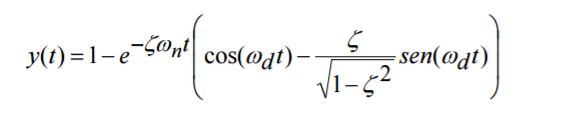 y(t) = 1 − e^{−ζω_n t} ( cos(ω_d t) − ζ / √(1 − ζ²) sen(ω_d t) )